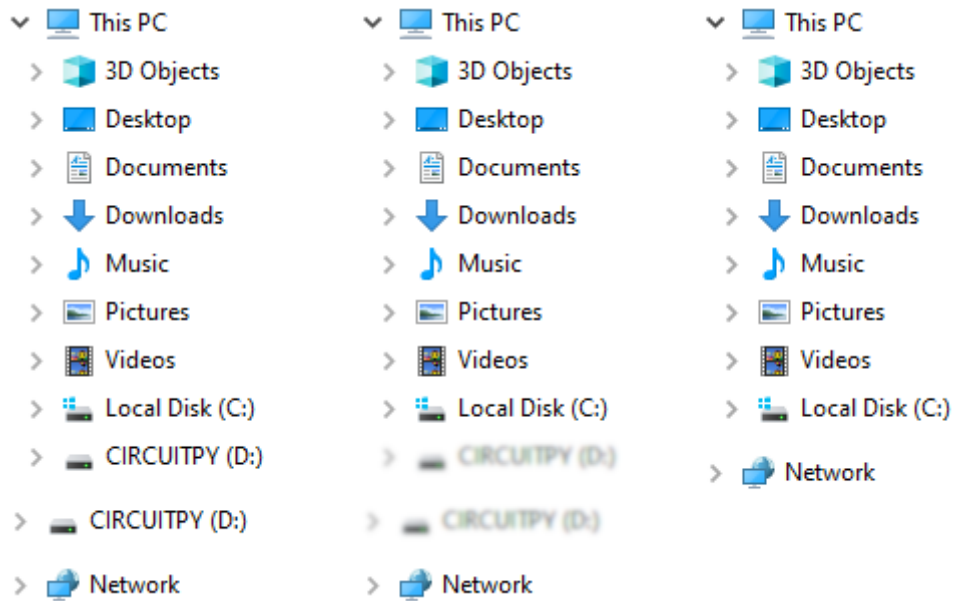 This PC
3D Objects
Desktop
Documents
Downloads
Music
Pictures
Videos
Local Disk (C:)
CIRCUITPY (D:)
CIRCUITPY (D:)
Network
This PC
3D Objects
Desktop
Documents
Downloads
Music
Pictures
Videos
Local Disk (C:)
CIRCUITPY (D:)
CIRCUITPY (D:)
Network
This PC
3D Objects
Desktop
Documents
Downloads
Music
Pictures
Videos
Local Disk (C:)
Network